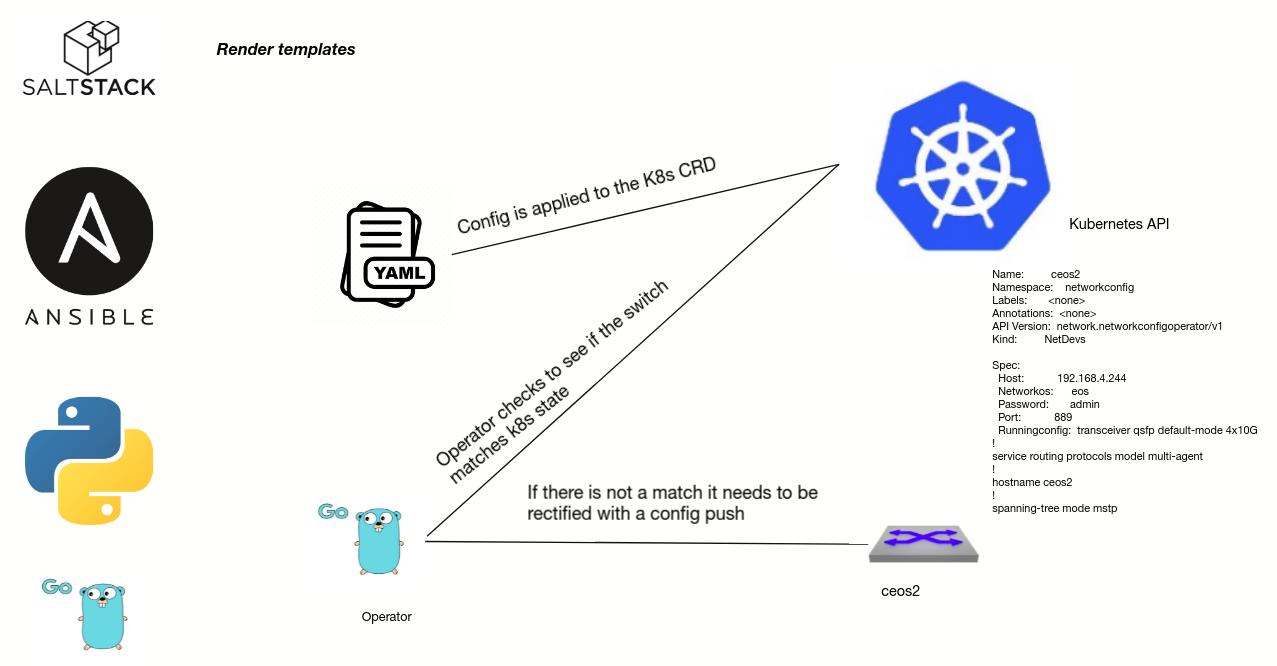 SALTSTACK
Render templates
ANSIBLE
YAML
Config is applied to the K8s CRD
Kubernetes API
Name: ceos2
Namespace: networkconfig
Labels: <none>
Annotations: <none>
API Version: network.networkconfigoperator/v1
Kind: NetDevs
Spec:
Host: 192.168.4.244
Networkos: eos
Password: admin
Port: 889
Runningconfig: transceiver qsfp default-mode 4x10G
!
service routing protocols model multi-agent
!
hostname ceos2
!
spanning-tree mode mstp
Operator checks to see if the switch
matches k8s state
If there is not a match it needs to be
rectified with a config push
Go
Operator
ceos2
Go